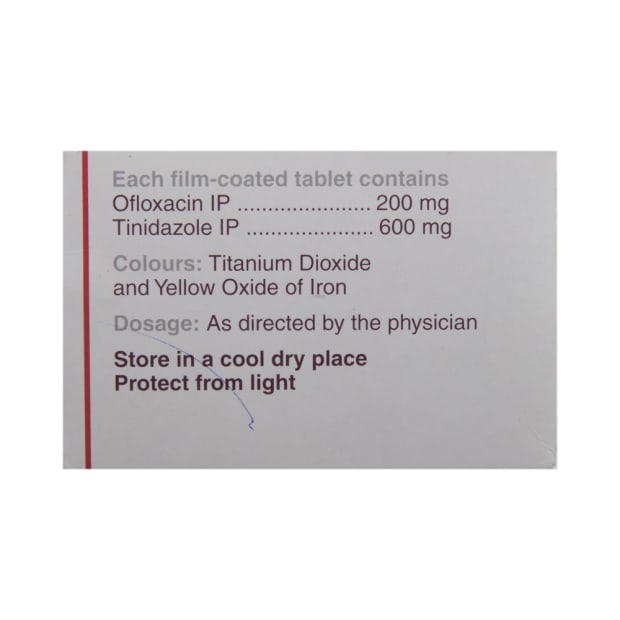 Each film-coated tablet contains
Ofloxacin IP ....................... 200 mg
Tinidazole IP ...................... 600 mg
Colours: Titanium Dioxide
and Yellow Oxide of Iron
Dosage: As directed by the physician
Store in a cool dry place
Protect from light